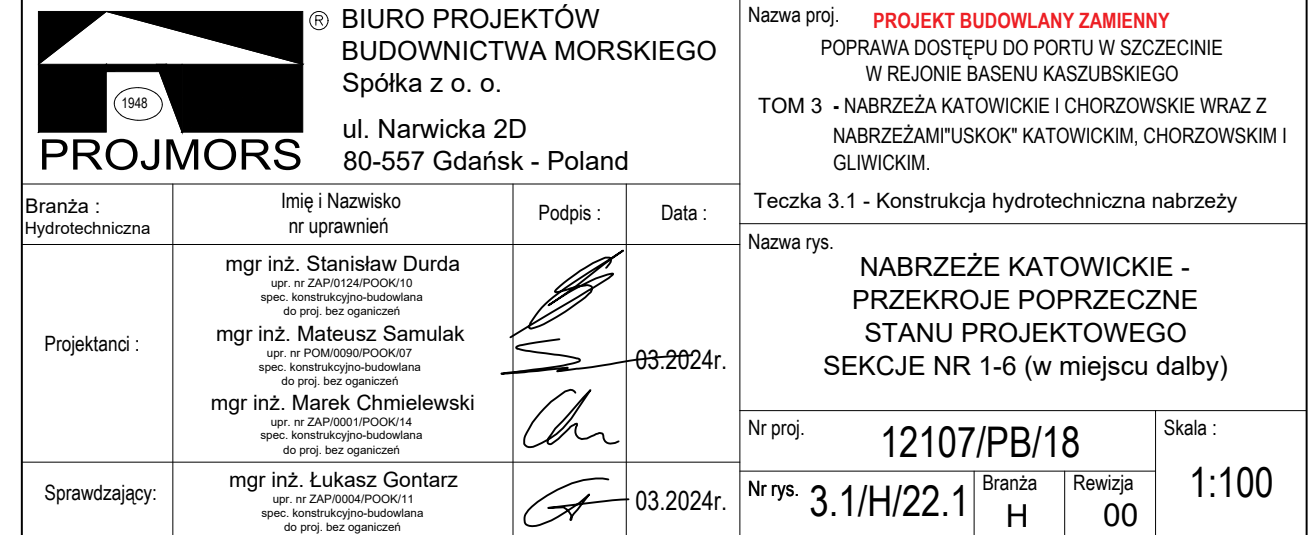 1948
PROJMORS
® BIURO PROJEKTÓW
BUDOWNICTWA MORSKIEGO
Spółka z o. o.
ul. Narwicka 2D
80-557 Gdańsk - Poland
Nazwa proj. PROJEKT BUDOWLANY ZAMIENNY
POPRAWA DOSTĘPU DO PORTU W SZCZECINIE
W REJONIE BASENU KASZUBSKIEGO
TOM 3 - NABRZEŻA KATOWICKIE I CHORZOWSKIE WRAZ Z
NABRZEŻAMI"USKOK" KATOWICKIM, CHORZOWSKIM I
GLIWICKIM.
Teczka 3.1 - Konstrukcja hydrotechniczna nabrzeży
Branża :
Hydrotechniczna
Imię i Nazwisko
nr uprawnień
Podpis :
Data :
Projektanci :
mgr inż. Stanisław Durda
upr. nr ZAP/0124/POOK/10
spec. konstrukcyjno-budowlana
do proj. bez oganiczeń
mgr inż. Mateusz Samulak
upr. nr POM/0090/POOK/07
spec. konstrukcyjno-budowlana
do proj. bez oganiczeń
mgr inż. Marek Chmielewski
upr. nr ZAP/0001/POOK/14
spec. konstrukcyjno-budowlana
do proj. bez oganiczeń
03.2024r.
Sprawdzający:
mgr inż. Łukasz Gontarz
upr. nr ZAP/0004/POOK/11
spec. konstrukcyjno-budowlana
do proj. bez oganiczeń
03.2024r.
Nazwa rys.
NABRZEŻE KATOWICKIE -
PRZEKROJE POPRZECZNE
STANU PROJEKTOWEGO
SEKCJE NR 1-6 (w miejscu dalby)
Nr proj. 12107/PB/18
Skala :
1:100
Nr rys. 3.1/H/22.1
Branża
H
Rewizja
00